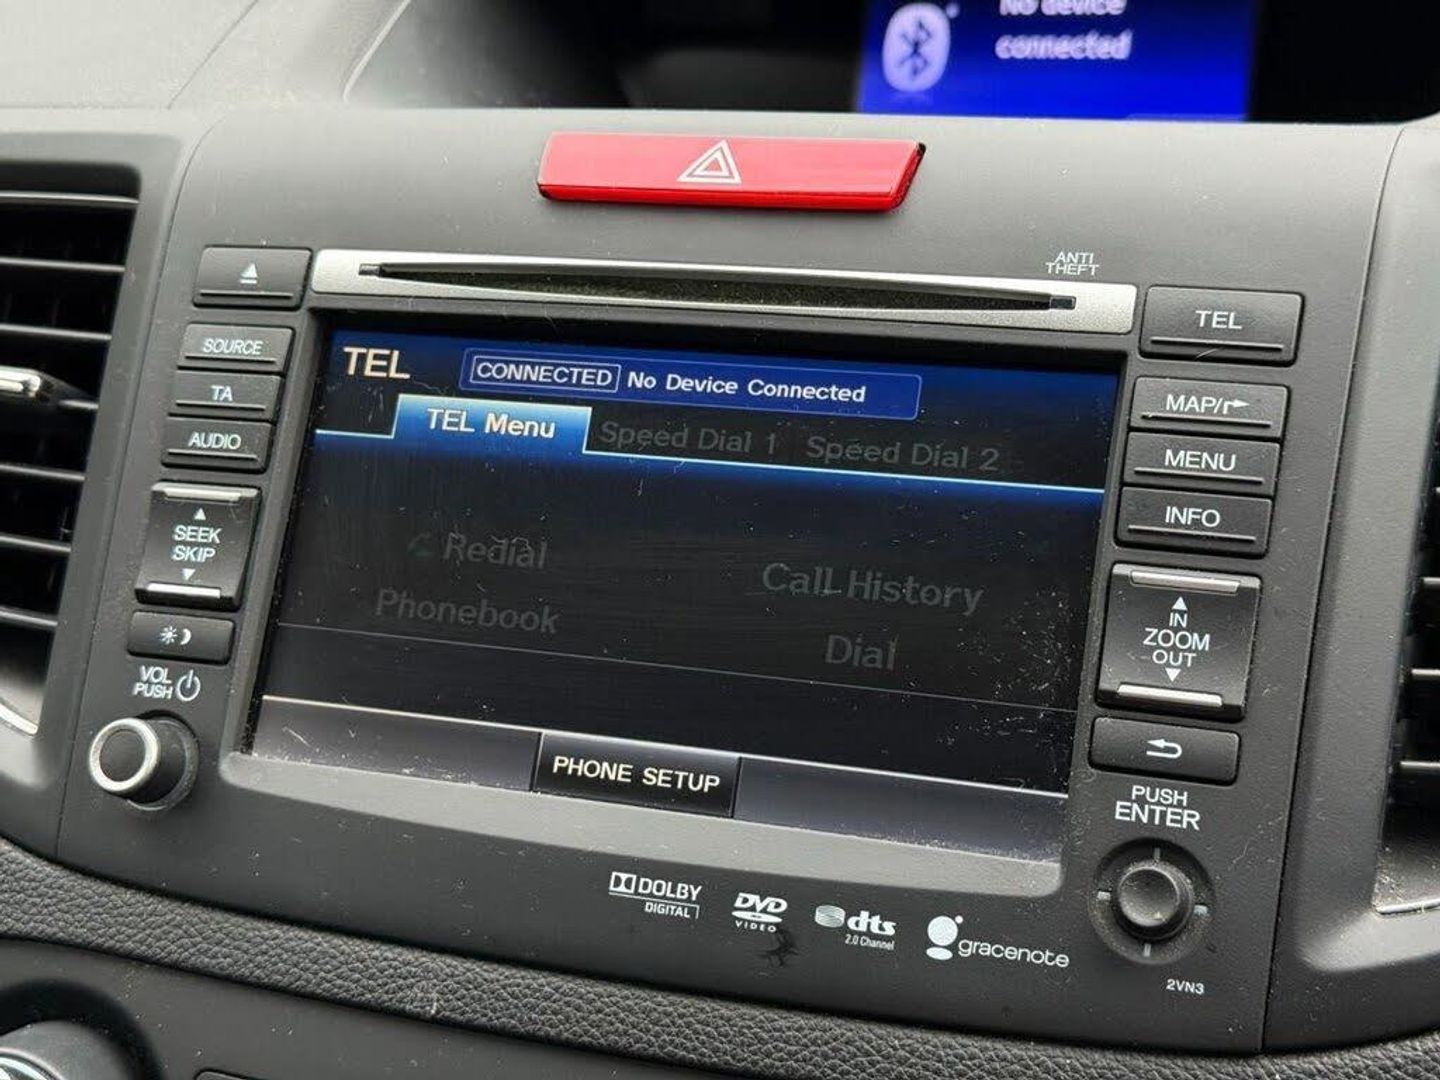 No device
connected
ANTI
THEFT
TEL
SOURCE
TA
AUDIO
SEEK
SKIP
VOL
PUSH
TEL
CONNECTED No Device Connected
TEL Menu Speed Dial 1 Speed Dial 2
Redial
Call History
Phonebook
Dial
PHONE SETUP
MAP/
MENU
INFO
IN
ZOOM
OUT
PUSH
ENTER
DOLBY
DIGITAL
DVD
VIDEO
dts
2.0 Channel
gracenote
2VN3